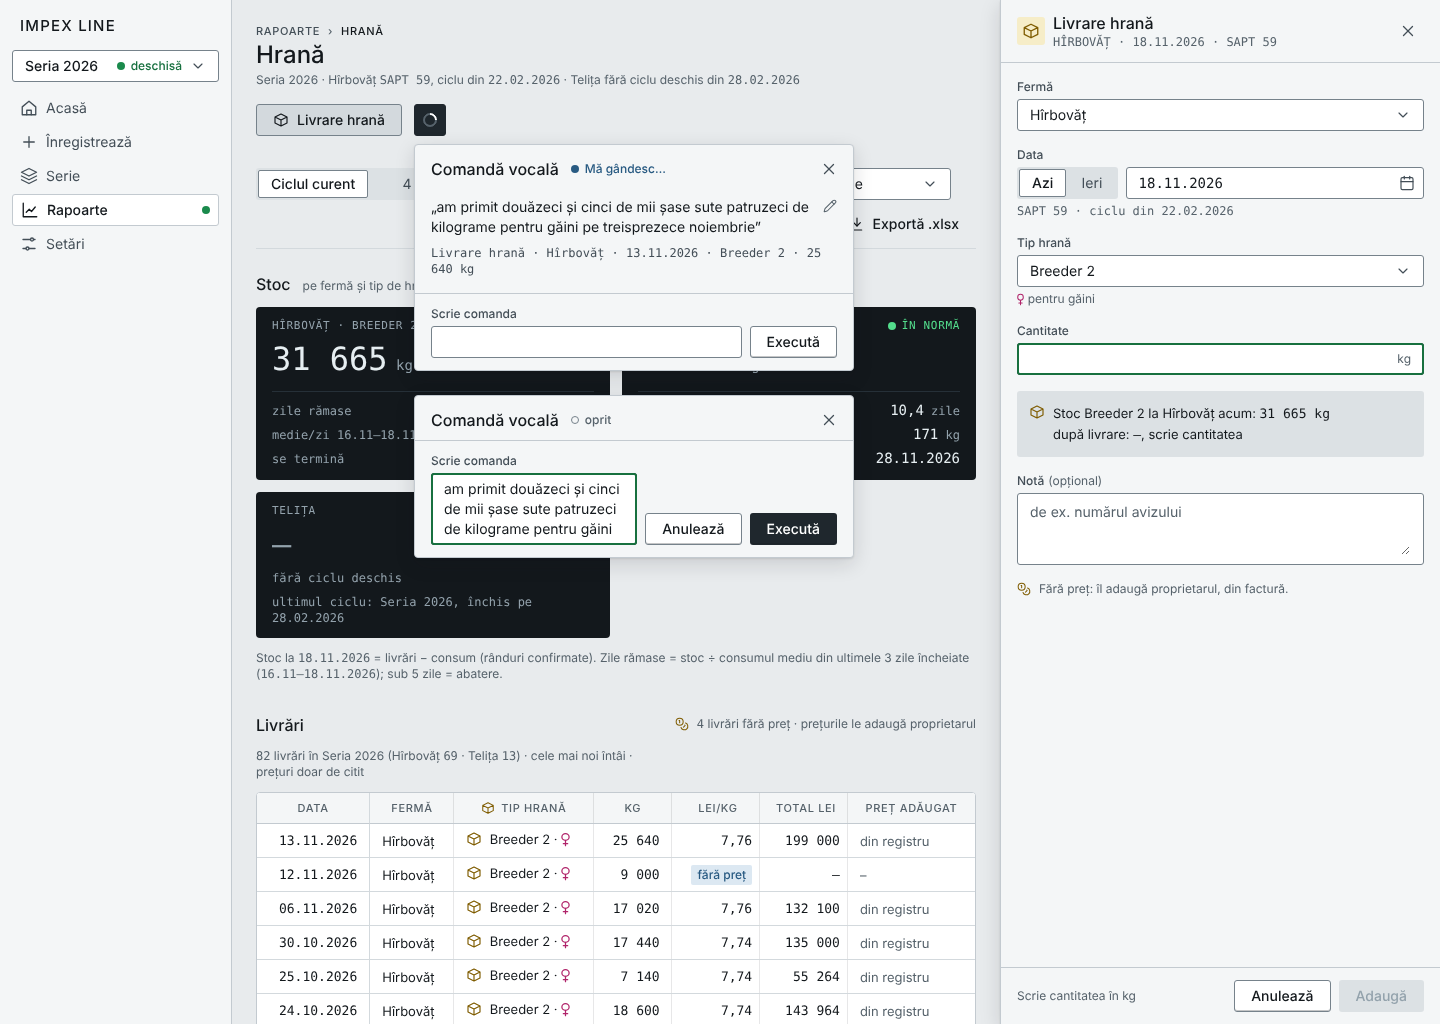 IMPEX LINE
Seria 2026
deschisă
Acasă
Înregistrează
Serie
Rapoarte
Setări
RAPOARTE › HRANĂ
Hrană
Seria 2026 · Hîrbovăț SAPT 59, ciclu din 22.02.2026 · Telița fără ciclu deschis din 28.02.2026
Livrare hrană
Ciclul curent
4
e
Exportă .xlsx
Comandă vocală
Mă gândesc...
„am primit douăzeci și cinci de mii șase sute patruzeci de
kilograme pentru găini pe treisprezece noiembrie”
Livrare hrană · Hîrbovăț · 13.11.2026 · Breeder 2 · 25
640 kg
Scrie comanda
Execută
Stoc
pe fermă și tip de hr
HÎRBOVĂȚ · BREEDER 2
31 665 kg
zile rămase
medie/zi 16.11–18.11
se termină
ÎN NORMĂ
10,4 zile
171 kg
28.11.2026
Comandă vocală
oprit
Scrie comanda
am primit douăzeci și cinci
de mii șase sute patruzeci
de kilograme pentru găini
Anulează
Execută
TELIȚA
—
fără ciclu deschis
ultimul ciclu: Seria 2026, închis pe
28.02.2026
Stoc la 18.11.2026 = livrări − consum (rânduri confirmate). Zile rămase = stoc ÷ consumul mediu din ultimele 3 zile încheiate
(16.11–18.11.2026); sub 5 zile = abatere.
Livrări
4 livrări fără preț · prețurile le adaugă proprietarul
82 livrări în Seria 2026 (Hîrbovăț 69 · Telița 13) · cele mai noi întâi ·
prețuri doar de citit
DATA FERMĂ TIP HRANĂ KG LEI/KG TOTAL LEI PREȚ ADĂUGAT
13.11.2026 Hîrbovăț Breeder 2 · ♀ 25 640 7,76 199 000 din registru
12.11.2026 Hîrbovăț Breeder 2 · ♀ 9 000 fără preț – –
06.11.2026 Hîrbovăț Breeder 2 · ♀ 17 020 7,76 132 100 din registru
30.10.2026 Hîrbovăț Breeder 2 · ♀ 17 440 7,74 135 000 din registru
25.10.2026 Hîrbovăț Breeder 2 · ♀ 7 140 7,74 55 264 din registru
24.10.2026 Hîrbovăț Breeder 2 · ♀ 18 600 7,74 143 964 din registru
Livrare hrană
HÎRBOVĂȚ · 18.11.2026 · SAPT 59
Fermă
Hîrbovăț
Data
Azi
Ieri
18.11.2026
SAPT 59 · ciclu din 22.02.2026
Tip hrană
Breeder 2
♀ pentru găini
Cantitate
kg
Stoc Breeder 2 la Hîrbovăț acum: 31 665 kg
după livrare: –, scrie cantitatea
Notă (opțional)
de ex. numărul avizului
Fără preț: îl adaugă proprietarul, din factură.
Scrie cantitatea în kg
Anulează
Adaugă